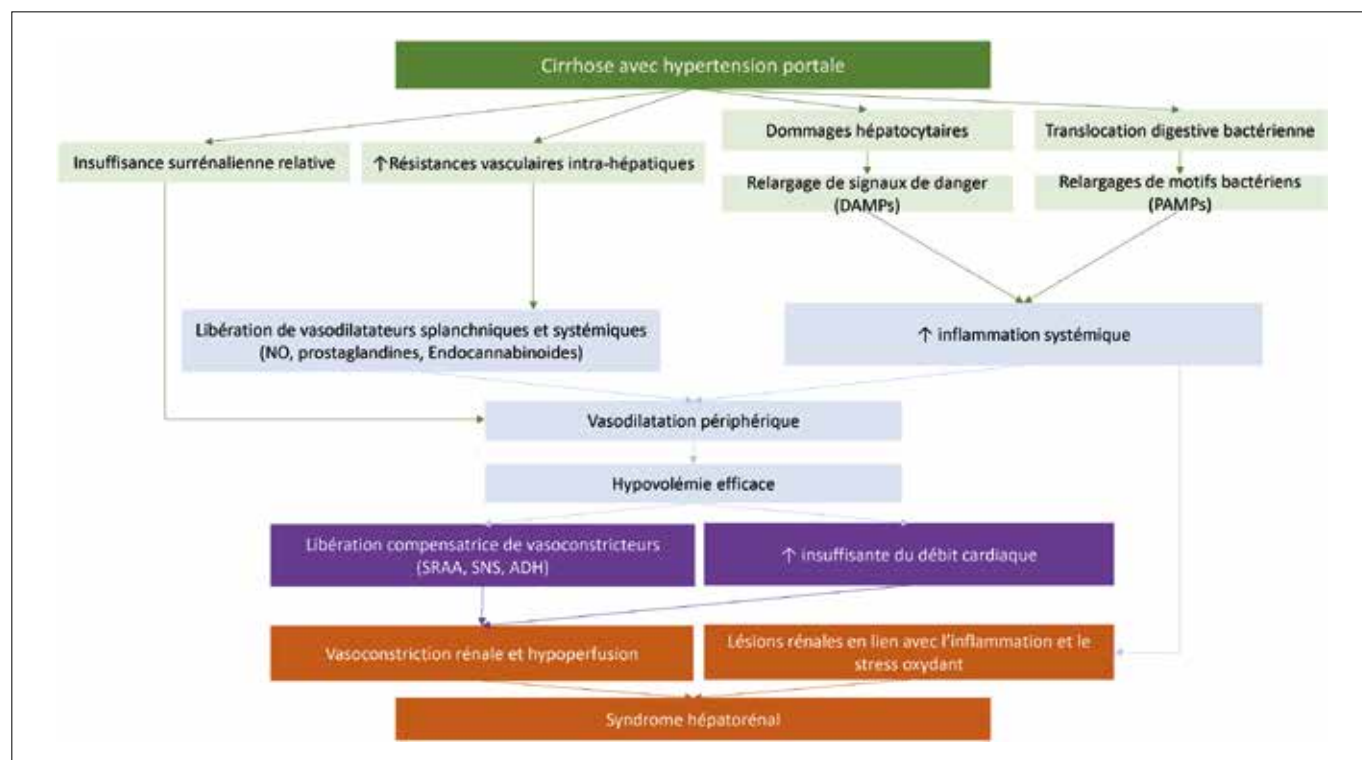 Cirrhose avec hypertension portale
Dommages hépatocytaires
Translocation digestive bactérienne
Insuffisance surrénalienne relative
↑Résistances vasculaires intra-hépatiques
Relargage de signaux de danger
(DAMPs)
Relargages de motifs bactériens
(PAMPs)
Libération de vasodilatateurs splanchniques et systémiques
(NO, prostaglandines, Endocannabinoides)
↑ inflammation systémique
Vasodilatation périphérique
Hypovolémie efficace
Libération compensatrice de vasoconstricteurs
(SRAA, SNS, ADH)
↑ insuffisante du débit cardiaque
Vasoconstriction rénale et hypoperfusion
Lésions rénales en lien avec l'inflammation et le
stress oxydant
Syndrome hépatorénal